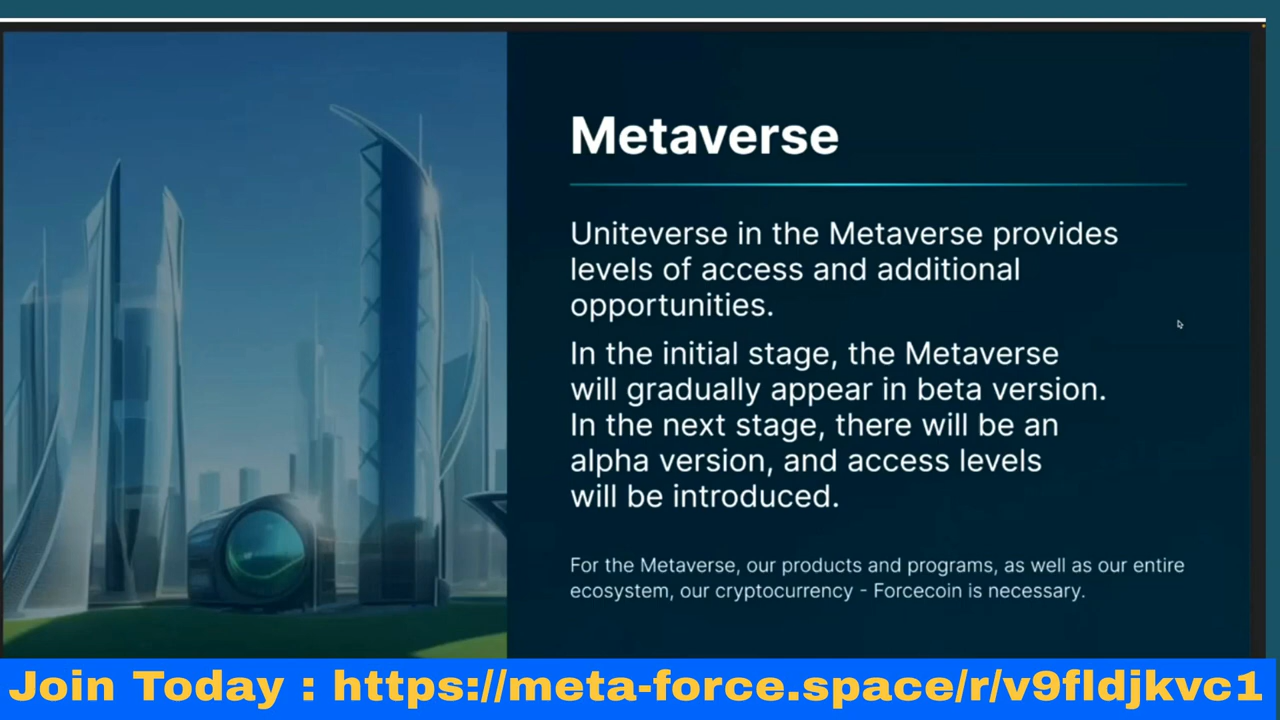 Metaverse
Uniteverse in the Metaverse provides
levels of access and additional
opportunities.
In the initial stage, the Metaverse
will gradually appear in beta version.
In the next stage, there will be an
alpha version, and access levels
will be introduced.
For the Metaverse, our products and programs, as well as our entire
ecosystem, our cryptocurrency - Forcecoin is necessary.
Join Today : https://meta-force.space/r/v9fldjkvc1